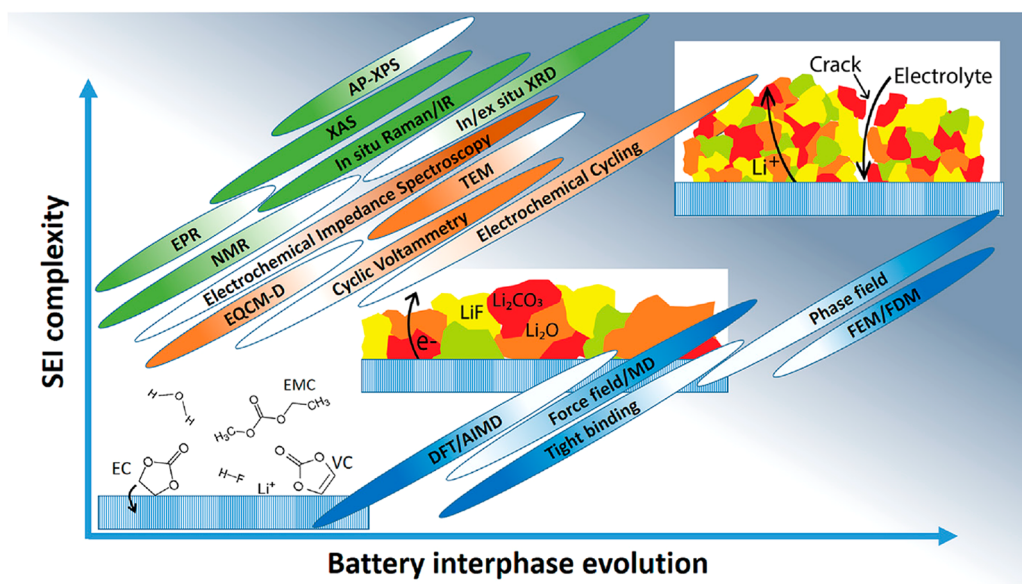 SEI complexity
AP-XPS
XAS
In situ Raman/IR
In/ex situ XRD
EPR
NMR
Electrochemical Impedance Spectroscopy
TEM
EQCM-D
Cyclic Voltammetry
Electrochemical Cycling
Crack
Electrolyte
Li+
LiF
Li₂CO₃
Li₂O
e-
Phase field
FEM/FDM
DFT/AIMD
Force field/MD
Tight binding
H
O
H
EMC
O
O
CH₃
H₃C
O
EC
O
O
O
H-F
Li+
O
O
O
VC
Battery interphase evolution